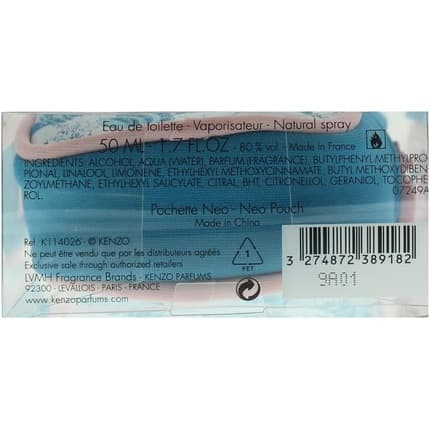 Eau de toilette - Vaporisateur - Natural spray
50 ML - 1.7 FL.OZ - 80 % vol. - Made in France
INGREDIENTS: ALCOHOL, AQUA (WATER), PARFUM (FRAGRANCE), BUTYLPHENYL METHYLPRO-
PIONAL, LINALOOL, LIMONENE, ETHYLHEXYL METHOXYCINNAMATE, BUTYL METHOXYDIBEN-
ZOYLMETHANE, ETHYLHEXYL SALICYLATE, CITRAL, BHT, CITRONELLOL, GERANIOL, TOCOPHE-
ROL.
07249A
Pochette Neo - Neo Pouch
Made in China
Ref. K114026 © KENZO
Ne peut être vendu que par les distributeurs agréés
Exclusive sale through authorized retailers
LVMH Fragrance Brands - KENZO PARFUMS
92300 - LEVALLOIS - PARIS - FRANCE
www.kenzoparfums.com
1
PET
3 274872 389182
9A01